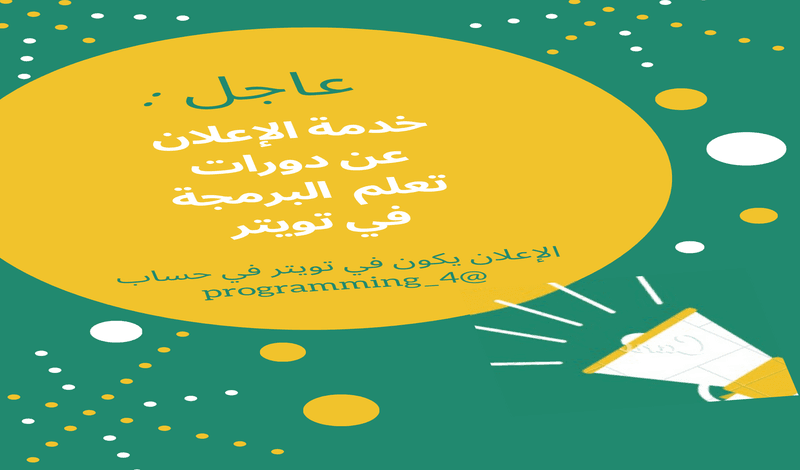 عاجل :
خدمة الإعلان
عن دورات
تعلم البرمجة
في تويتر
الإعلان يكون في تويتر في حساب
programming_4@